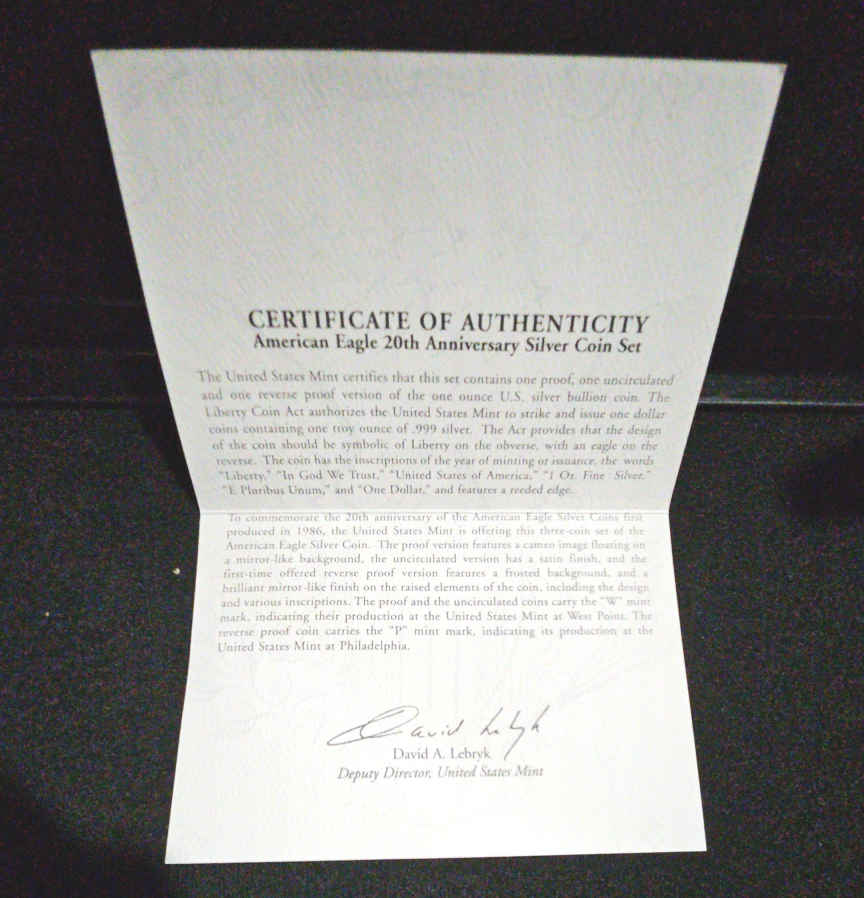 CERTIFICATE OF AUTHENTICITY
American Eagle 20th Anniversary Silver Coin Set
The United States Mint certifies that this set contains one proof, one uncirculated
and one reverse proof version of the one ounce U.S. silver bullion coin. The
Liberty Coin Act authorizes the United States Mint to strike and issue one dollar
coins containing one troy ounce of .999 silver. The Act provides that the design
of the coin should be symbolic of Liberty on the obverse, with an eagle on the
reverse. The coin has the inscriptions of the year of minting or issuance, the words
"Liberty," "In God We Trust," "United States of America," "1 Oz. Fine Silver,"
"E Pluribus Unum," and "One Dollar," and features a reeded edge.
To commemorate the 20th anniversary of the American Eagle Silver Coins first
produced in 1986, the United States Mint is offering this three-coin set of the
American Eagle Silver Coin. The proof version features a cameo image floating on
a mirror-like background, the uncirculated version has a satin finish, and the
first-time offered reverse proof version features a frosted background, and a
brilliant mirror-like finish on the raised elements of the coin, including the design
and various inscriptions. The proof and the uncirculated coins carry the "W" mint
mark, indicating their production at the United States Mint at West Point. The
reverse proof coin carries the "P" mint mark, indicating its production at the
United States Mint at Philadelphia.
David Lebryk
David A. Lebryk
Deputy Director, United States Mint